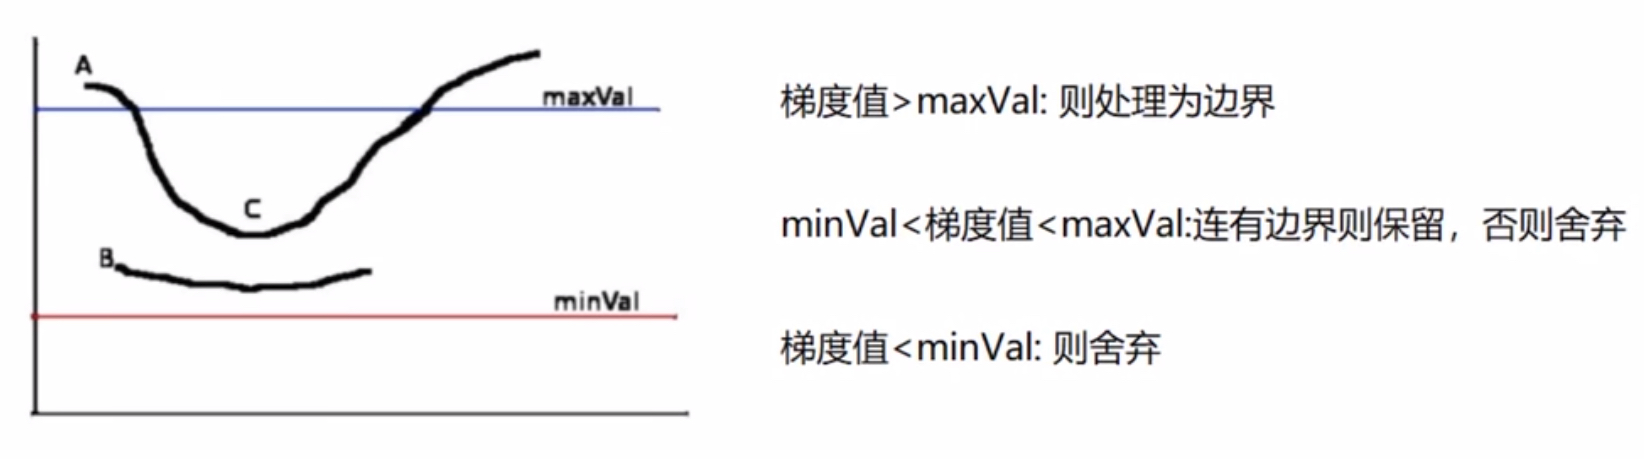 A
maxVal
C
B
minVal
梯度值>maxVal: 则处理为边界
minVal<梯度值<maxVal:连有边界则保留，否则舍弃
梯度值<minVal: 则舍弃